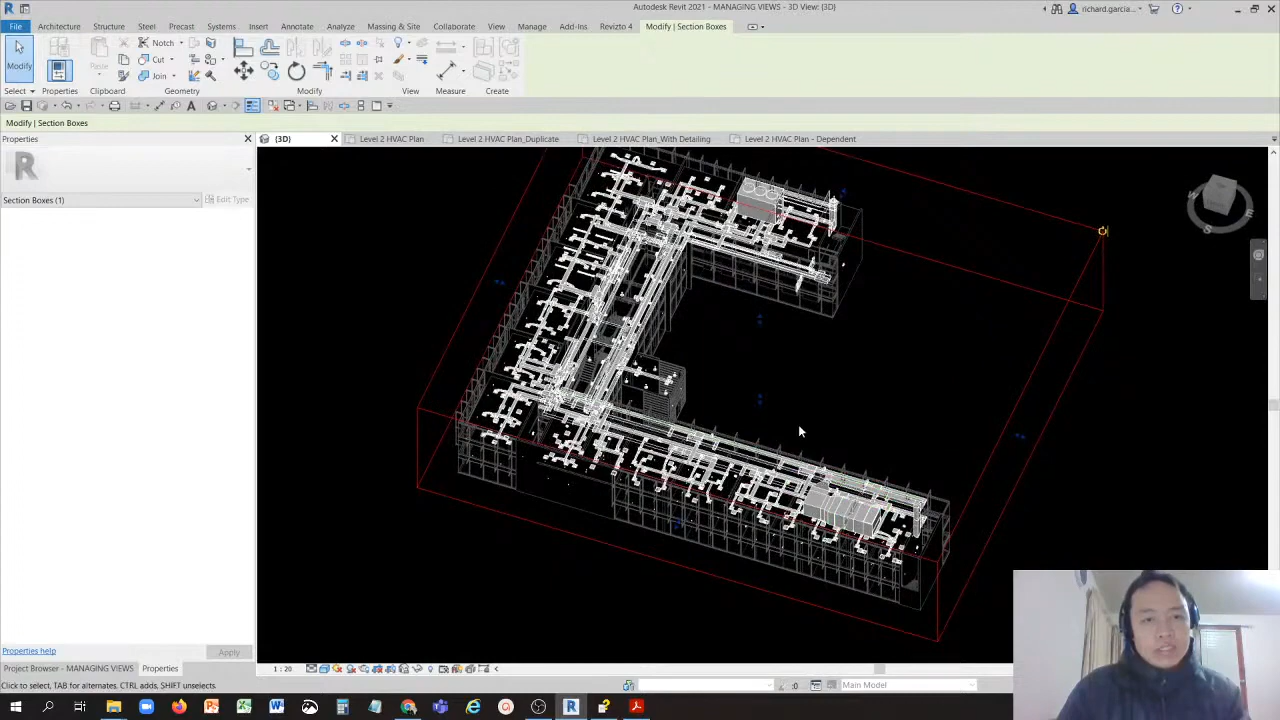 Autodesk Revit 2021 - MANAGING VIEWS - 3D View: {3D}
richard.garcia...
File Architecture Structure Steel Precast Systems Insert Annotate Analyze Massing & Site Collaborate View Manage Add-Ins Revizto 4 Modify | Section Boxes
Modify Paste Notch Cut Join
Select Properties Clipboard Geometry Modify View Measure Create
Modify | Section Boxes
Properties
{3D} Level 2 HVAC Plan Level 2 HVAC Plan_Duplicate Level 2 HVAC Plan_With Detailing Level 2 HVAC Plan - Dependent
R
Section Boxes (1) Edit Type
W S E
Properties help Apply
Project Browser - MANAGING VIEWS Properties
1 : 20
Click to select, TAB for alternates, CTRL adds, SHIFT unselects.
:0 Main Model